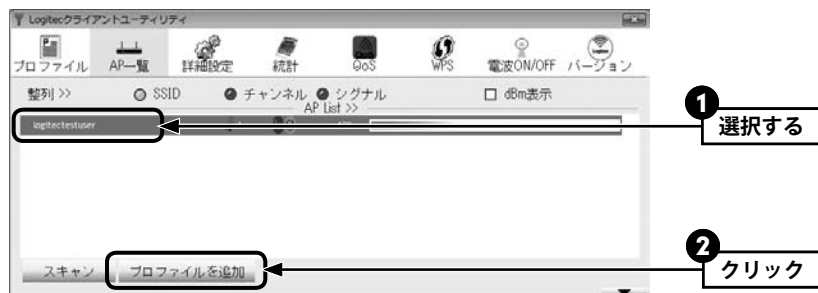 Logitecクライアントユーティリティ
プロファイル AP一覧 詳細設定 統計 QoS WPS 電波ON/OFF バージョン
整列 >> SSID チャンネル シグナル dBm表示
AP List >>
logitectestuser
1
選択する
2
スキャン プロファイルを追加
クリック